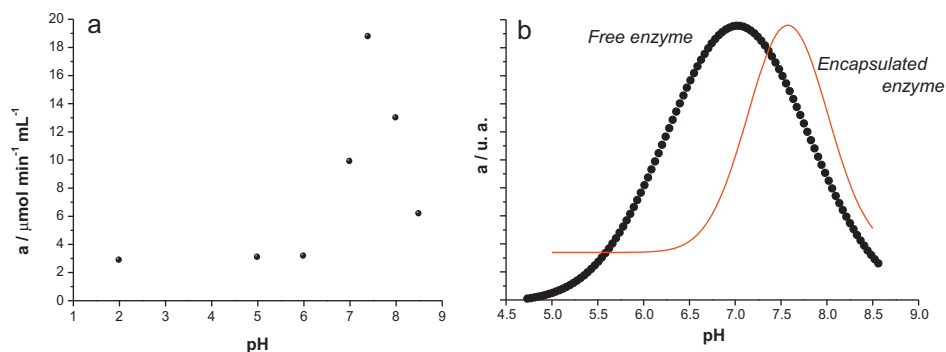 a
20
18
16
14
12
10
8
6
4
2
0
a / μmol min⁻¹ mL⁻¹
1 2 3 4 5 6 7 8 9
pH
b
Free enzyme
Encapsulated
enzyme
a / u. a.
4.5 5.0 5.5 6.0 6.5 7.0 7.5 8.0 8.5 9.0
pH